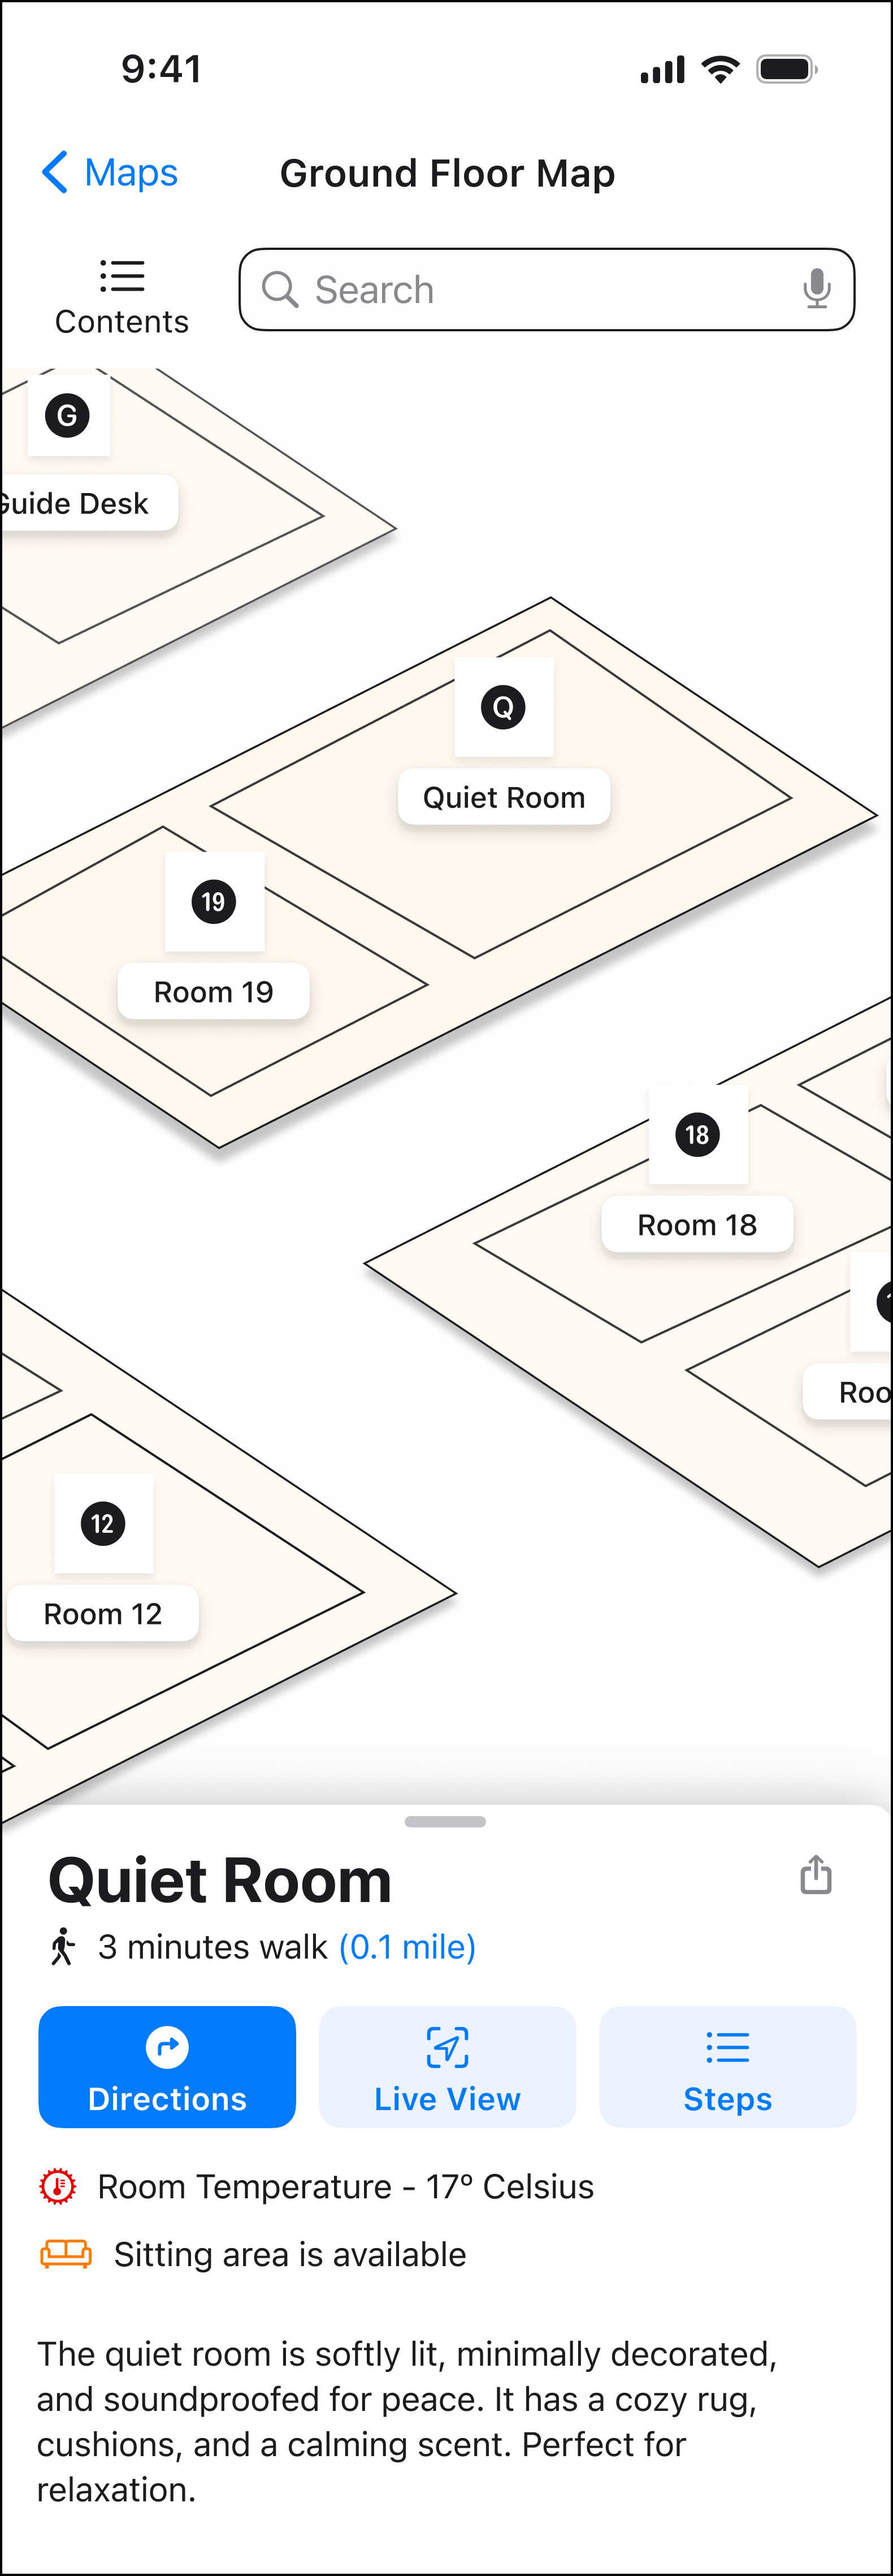 9:41
Maps
Ground Floor Map
Contents
Search
G
Guide Desk
Q
Quiet Room
19
Room 19
18
Room 18
12
Room 12
Quiet Room
3 minutes walk (0.1 mile)
Directions
Live View
Steps
Room Temperature - 17º Celsius
Sitting area is available
The quiet room is softly lit, minimally decorated,
and soundproofed for peace. It has a cozy rug,
cushions, and a calming scent. Perfect for
relaxation.